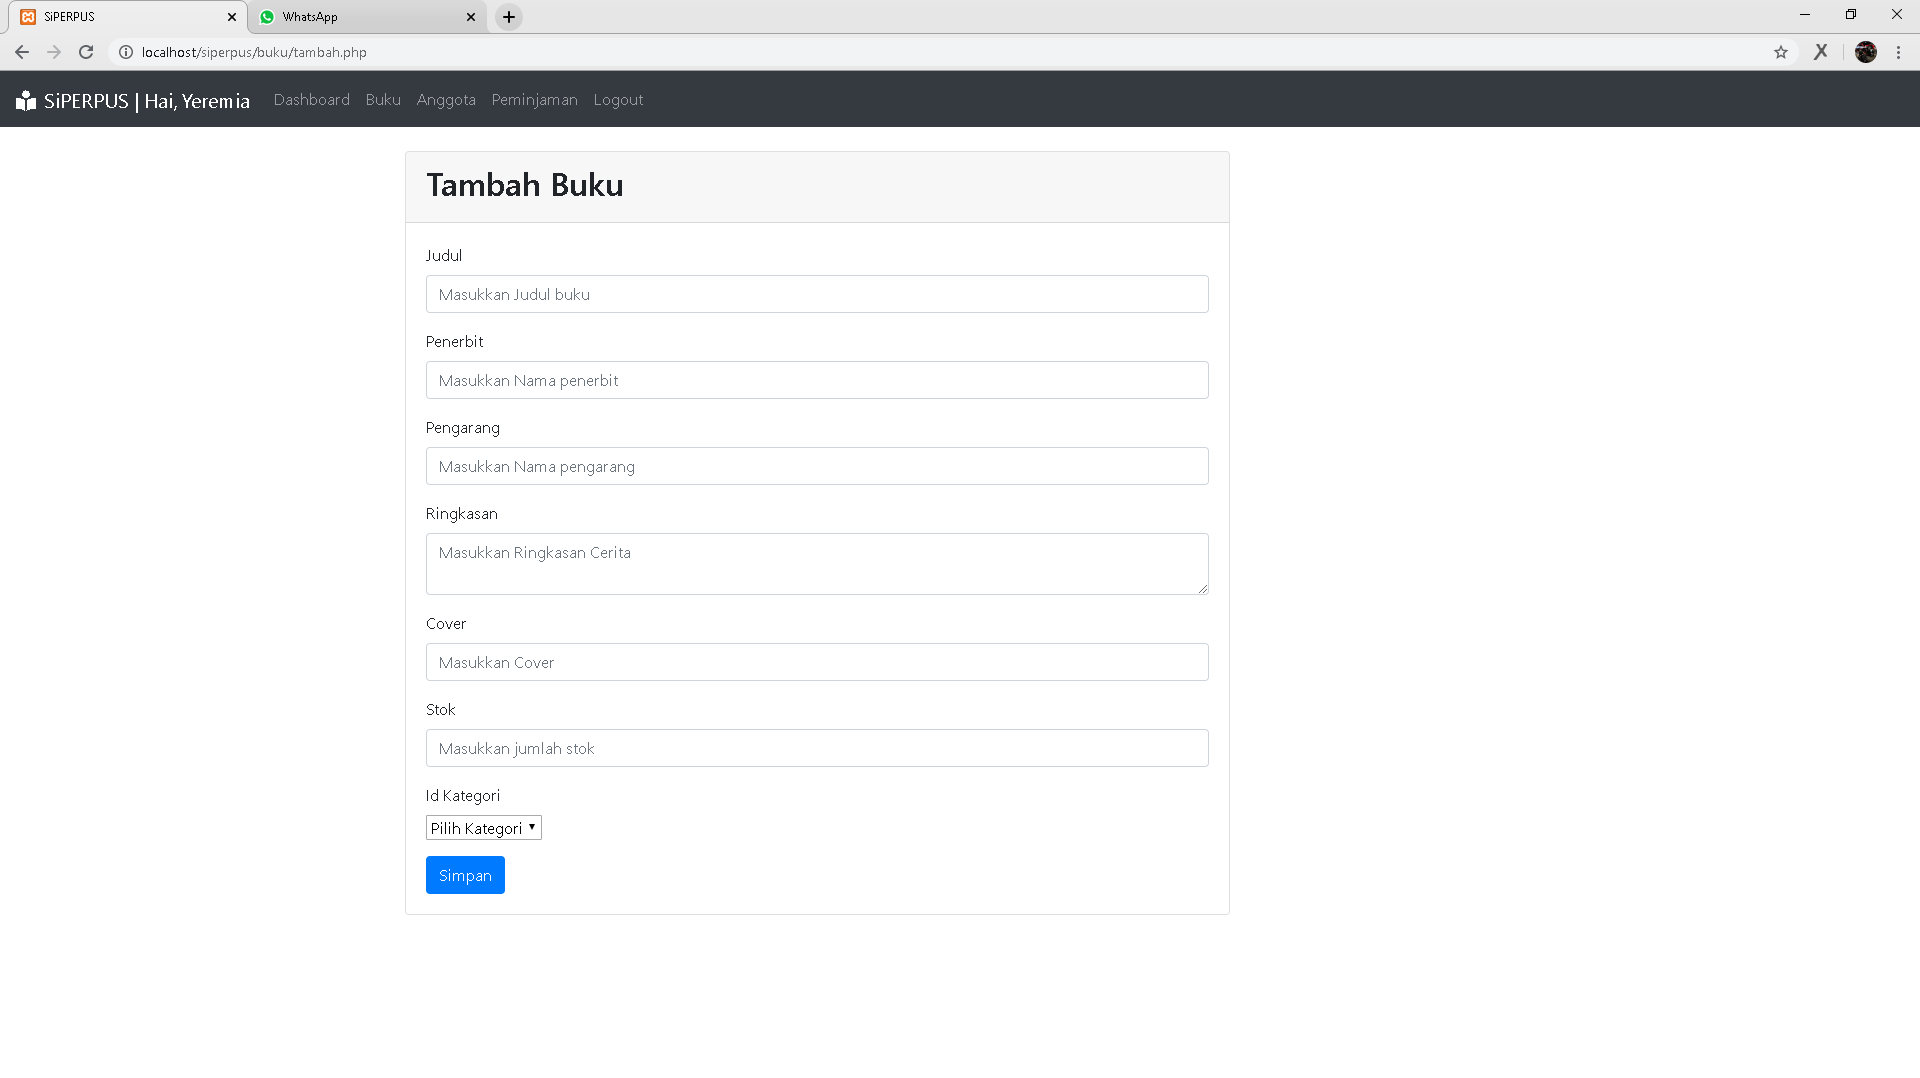 SiPERPUS
WhatsApp
localhost/siperpus/buku/tambah.php
SiPERPUS | Hai, Yeremia Dashboard Buku Anggota Peminjaman Logout
Tambah Buku
Judul
Masukkan Judul buku
Penerbit
Masukkan Nama penerbit
Pengarang
Masukkan Nama pengarang
Ringkasan
Masukkan Ringkasan Cerita
Cover
Masukkan Cover
Stok
Masukkan jumlah stok
Id Kategori
Pilih Kategori
Simpan